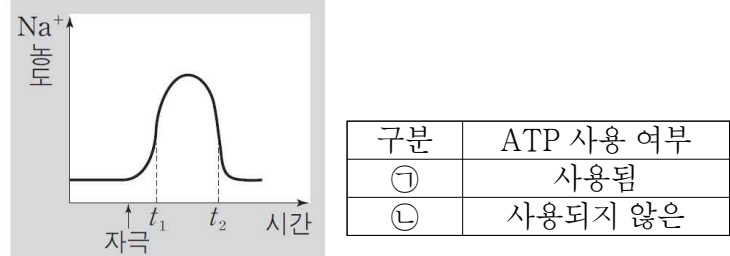 Na⁺
농도
자극
t₁
t₂
시간
구분 ATP 사용 여부
㉠ 사용됨
㉡ 사용되지 않은